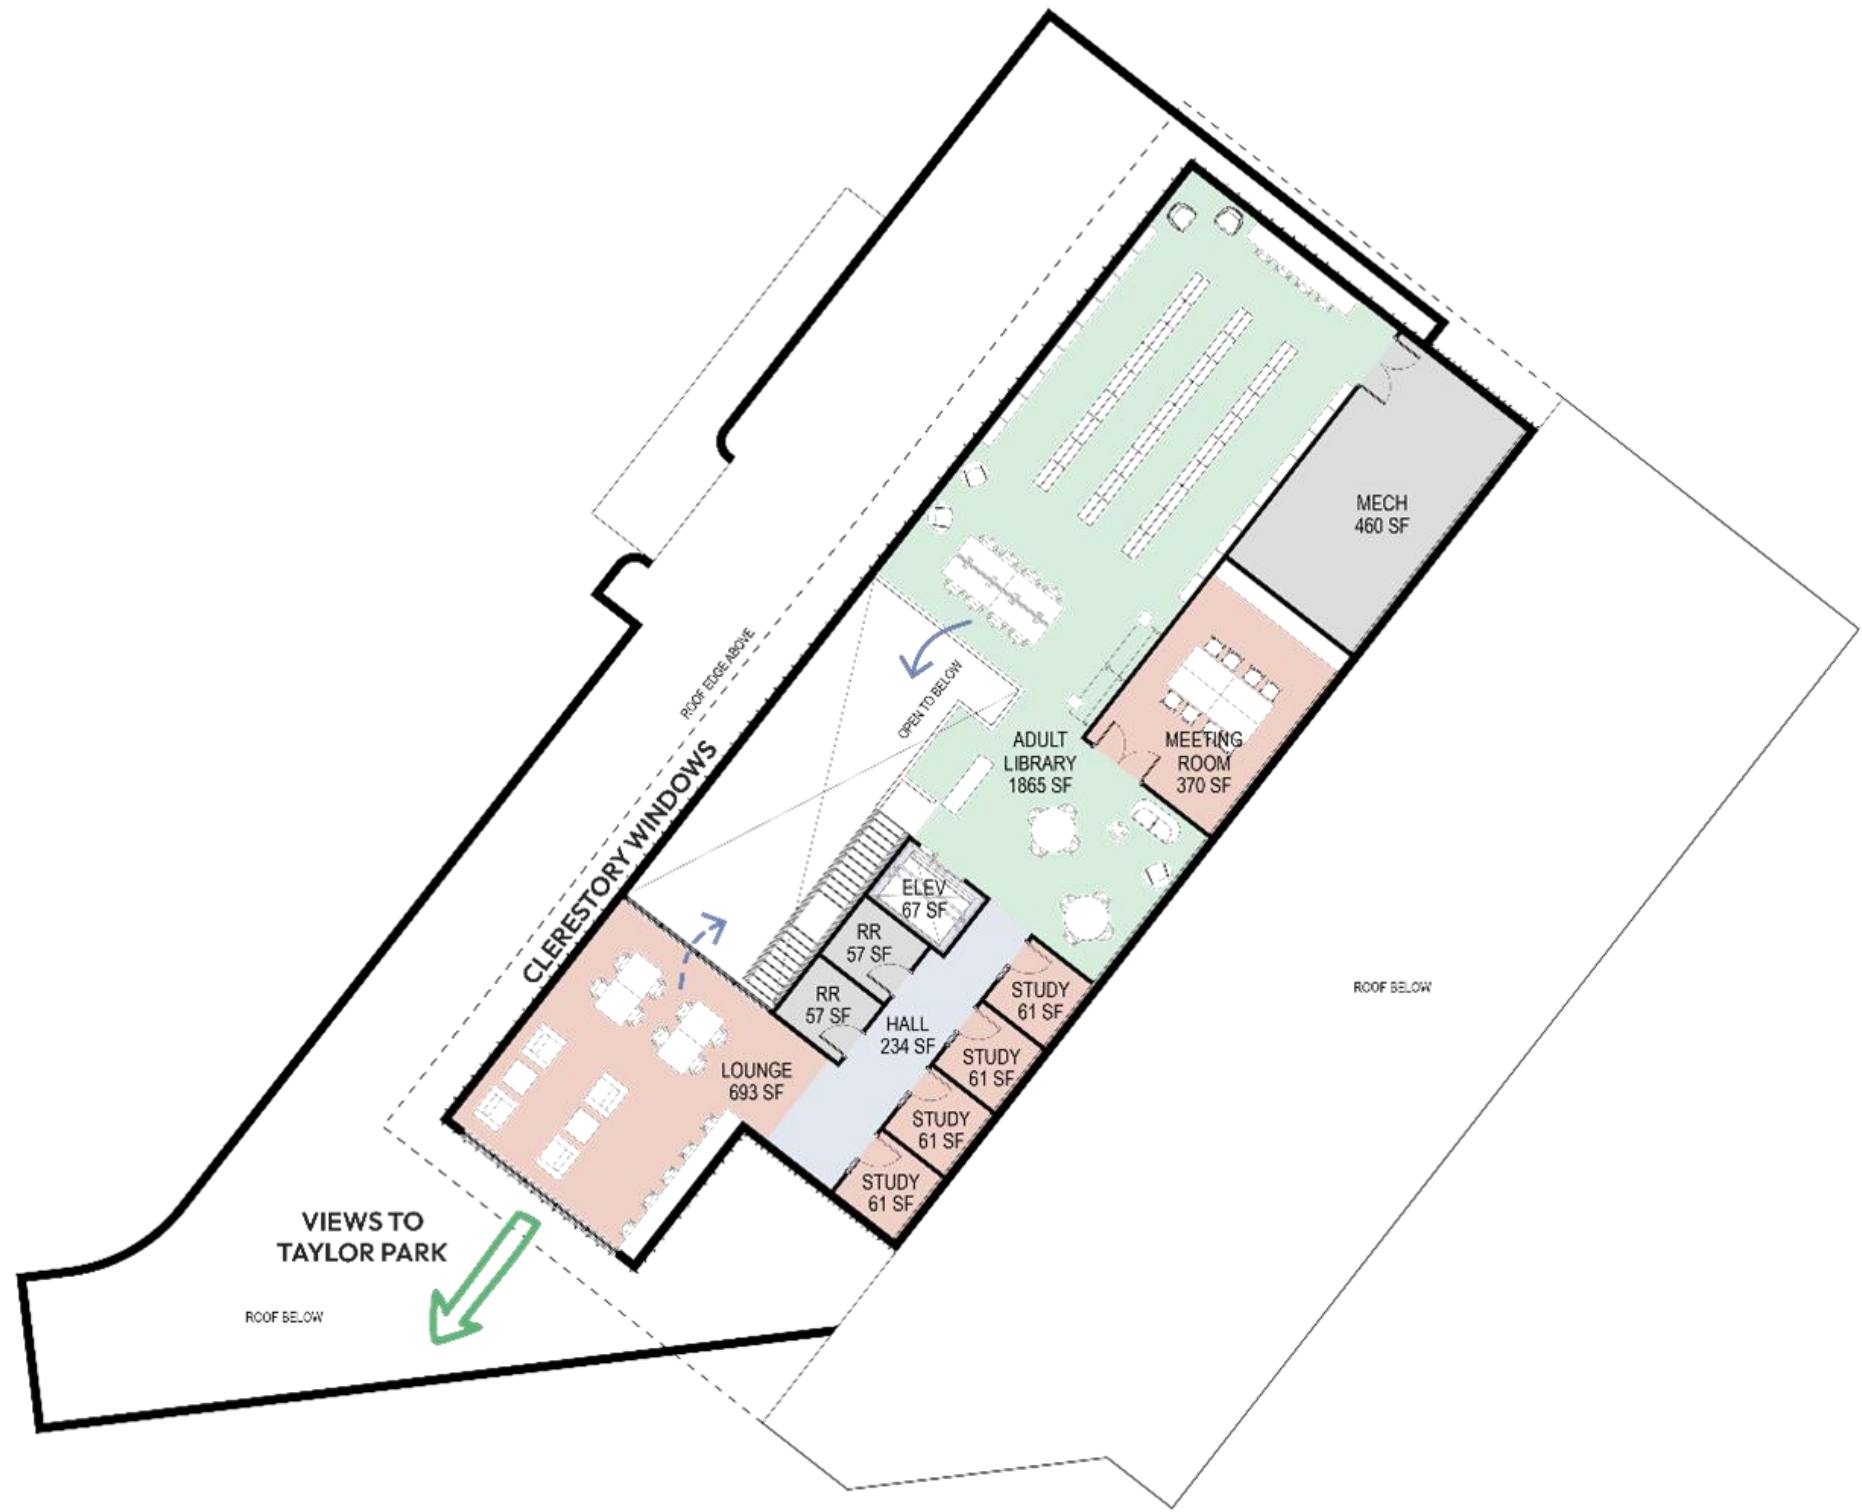 MECH
460 SF
ROOF EDGE ABOVE
OPEN TO BELOW
ADULT
LIBRARY
1865 SF
MEETING
ROOM
370 SF
CLERESTORY WINDOWS
ELEV
67 SF
RR
57 SF
RR
57 SF
STUDY
61 SF
HALL
234 SF
STUDY
61 SF
LOUNGE
693 SF
STUDY
61 SF
STUDY
61 SF
ROOF BELOW
VIEWS TO
TAYLOR PARK
ROOF BELOW